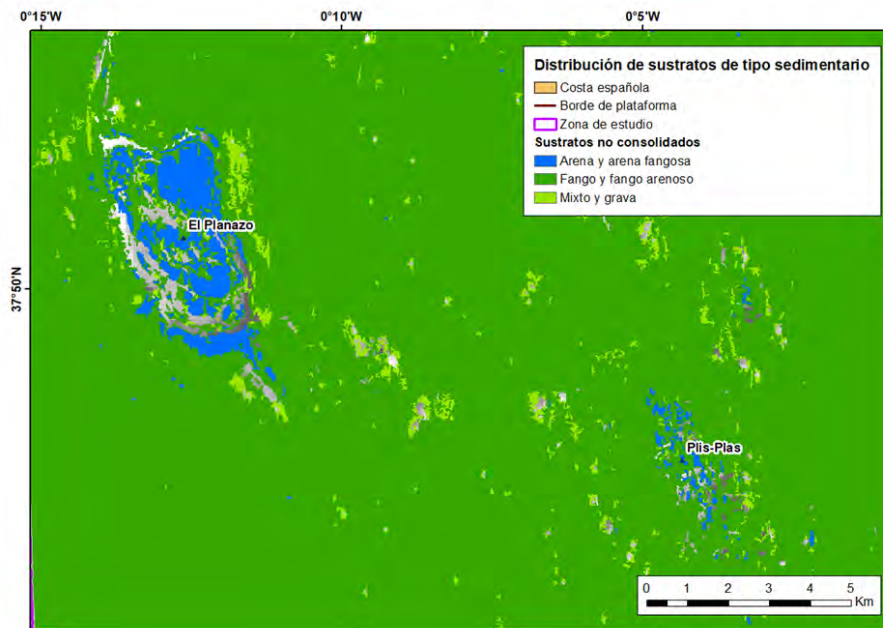 0°15'W 0°10'W 0°5'W
Distribución de sustratos de tipo sedimentario
Costa española
Borde de plataforma
Zona de estudio
Sustratos no consolidados
Arena y arena fangosa
Fango y fango arenoso
Mixto y grava
El Planazo
37°50'N
Plis-Plas
0 1 2 3 4 5
Km